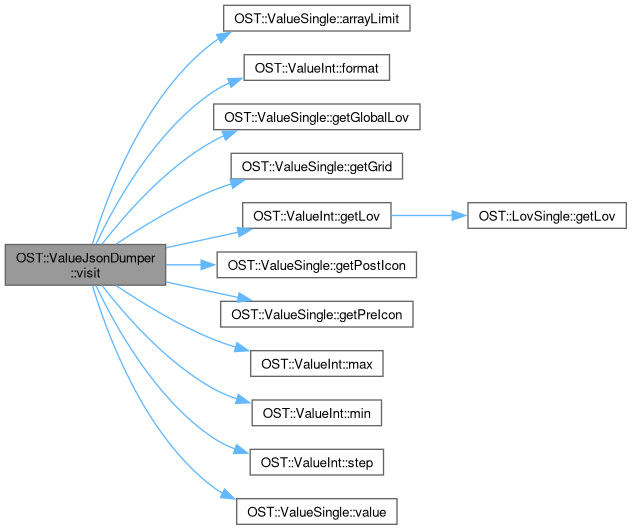 OST::ValueJsonDumper
::visit
OST::ValueSingle::arrayLimit
OST::ValueInt::format
OST::ValueSingle::getGlobalLov
OST::ValueSingle::getGrid
OST::ValueInt::getLov
OST::LovSingle::getLov
OST::ValueSingle::getPostIcon
OST::ValueSingle::getPreIcon
OST::ValueInt::max
OST::ValueInt::min
OST::ValueInt::step
OST::ValueSingle::value